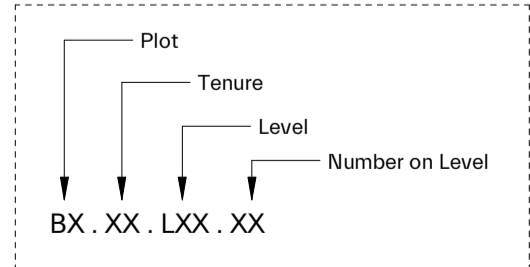 Plot
Tenure
Level
Number on Level
BX . XX . LXX . XX